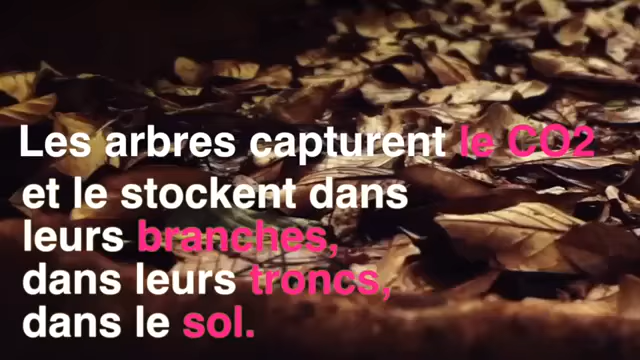 Les arbres capturent le CO2
et le stockent dans
leurs branches,
dans leurs troncs,
dans le sol.